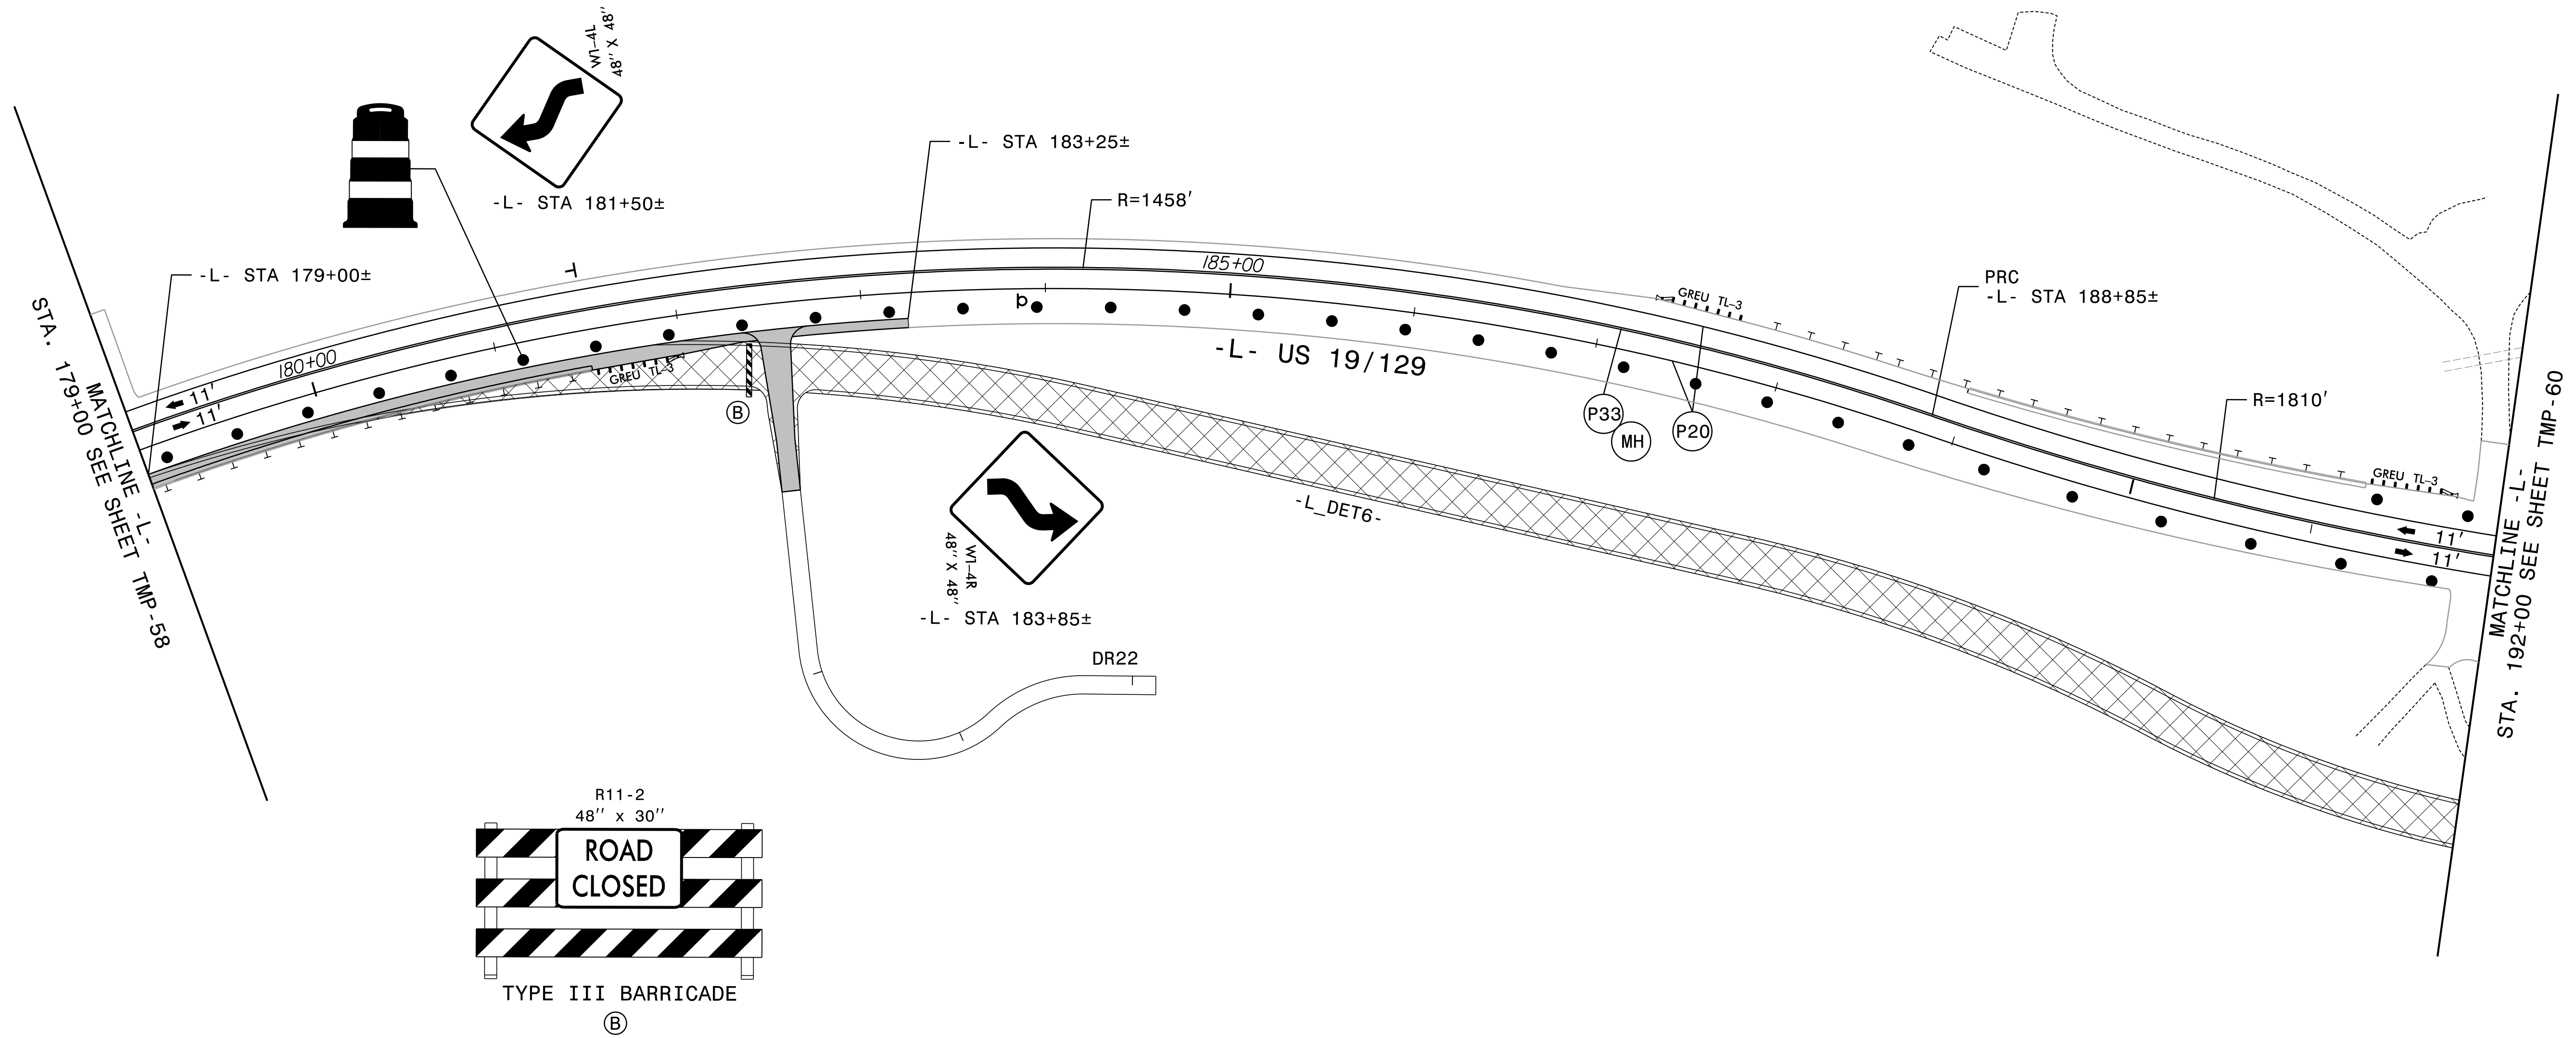 W1-4L
48'' X 48''
-L- STA 181+50±
-L- STA 183+25±
R=1458'
-L- STA 179+00±
180+00
185+00
11'
11'
GREU TL-3
B
-L- US 19/129
GREU TL-3
P33
MH
P20
PRC
-L- STA 188+85±
R=1810'
GREU TL-3
11'
11'
MATCHLINE -L-
STA. 179+00 SEE SHEET TMP-58
MATCHLINE -L-
STA. 192+00 SEE SHEET TMP-60
-L_DET6-
W1-4R
48'' X 48''
-L- STA 183+85±
DR22
R11-2
48'' x 30''
ROAD
CLOSED
TYPE III BARRICADE
B